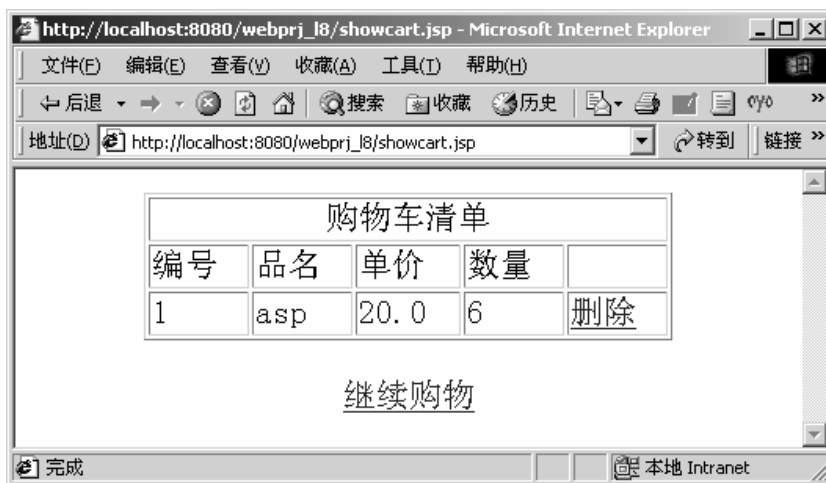 http://localhost:8080/webprj_l8/showcart.jsp - Microsoft Internet Explorer
文件(F) 编辑(E) 查看(V) 收藏(A) 工具(T) 帮助(H)
后退 搜索 收藏 历史 »
地址(D) http://localhost:8080/webprj_l8/showcart.jsp 转到 链接 »
购物车清单
编号 品名 单价 数量
1 asp 20.0 6 删除
继续购物
完成 本地 Intranet